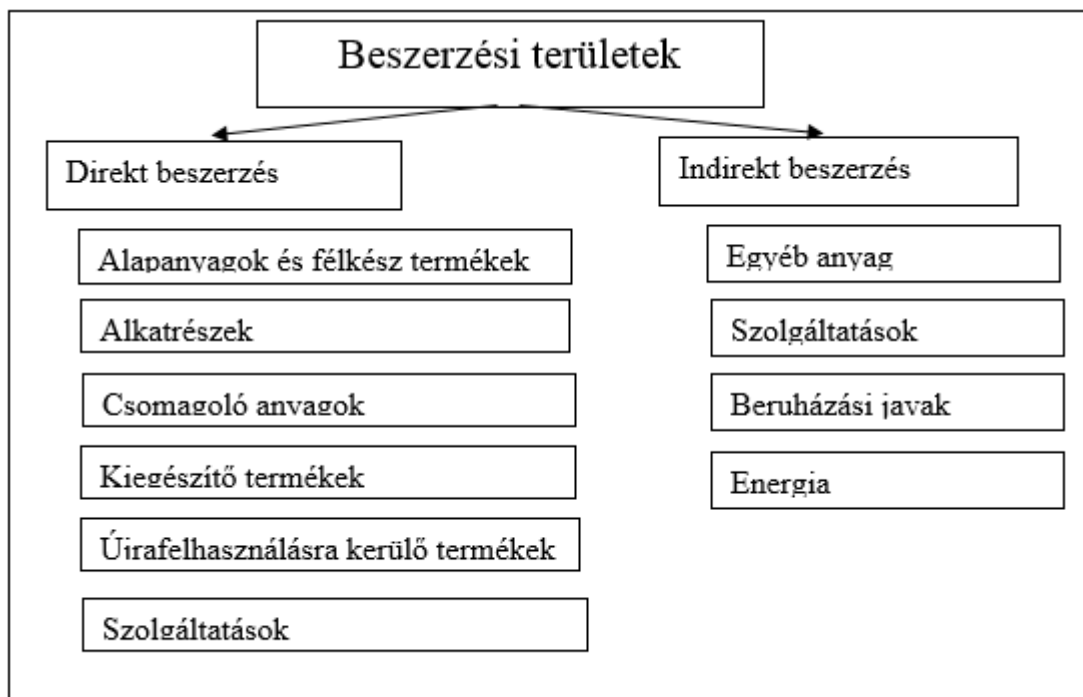 Beszerzési területek
Direkt beszerzés
Alapanyagok és félkész termékek
Alkatrészek
Csomagoló anyagok
Kiegészítő termékek
Újrafelhasználásra kerülő termékek
Szolgáltatások
Indirekt beszerzés
Egyéb anyag
Szolgáltatások
Beruházási javak
Energia